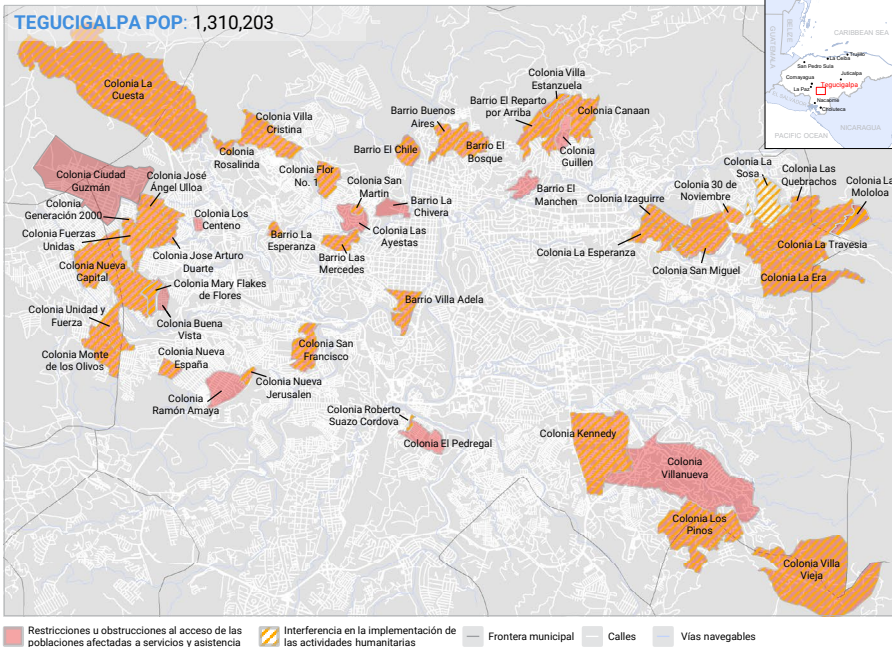 TEGUCIGALPA POP: 1,310,203
GUATEMALA
BELIZE
CARIBBEAN SEA
Trujillo
La Ceiba
San Pedro Sula
Juticalpa
Comayagua
La Paz
Tegucigalpa
EL SALVADOR
Nacaome
Choluteca
NICARAGUA
PACIFIC OCEAN
Colonia La
Cuesta
Colonia Villa
Cristina
Colonia
Rosalinda
Barrio Buenos
Aires
Barrio El Chile
Barrio El
Bosque
Colonia Villa
Estanzuela
Barrio El Reparto
por Arriba
Colonia Canaan
Colonia
Guillen
Barrio El
Manchen
Colonia Ciudad
Guzmán
Colonia José
Ángel Ulloa
Colonia
Generación 2000
Colonia Fuerzas
Unidas
Colonia Los
Centeno
Colonia Flor
No. 1
Colonia San
Martín
Barrio La
Chivera
Colonia Las
Ayestas
Barrio La
Esperanza
Barrio Las
Mercedes
Colonia Izaguirre
Colonia 30 de
Noviembre
Colonia La
Sosa
Colonia Las
Quebrachos
Colonia La
Mololoa
Colonia La Esperanza
Colonia San Miguel
Colonia La Travesia
Colonia La Era
Colonia Jose Arturo
Duarte
Colonia Nueva
Capital
Colonia Mary Flakes
de Flores
Colonia Unidad y
Fuerza
Colonia Buena
Vista
Barrio Villa Adela
Colonia Monte
de los Olivos
Colonia Nueva
España
Colonia San
Francisco
Colonia
Ramón Amaya
Colonia Nueva
Jerusalen
Colonia Roberto
Suazo Cordova
Colonia El Pedregal
Colonia Kennedy
Colonia
Villanueva
Colonia Los
Pinos
Colonia Villa
Vieja
Restricciones u obstrucciones al acceso de las
poblaciones afectadas a servicios y asistencia
Interferencia en la implementación de
las actividades humanitarias
Frontera municipal
Calles
Vías navegables